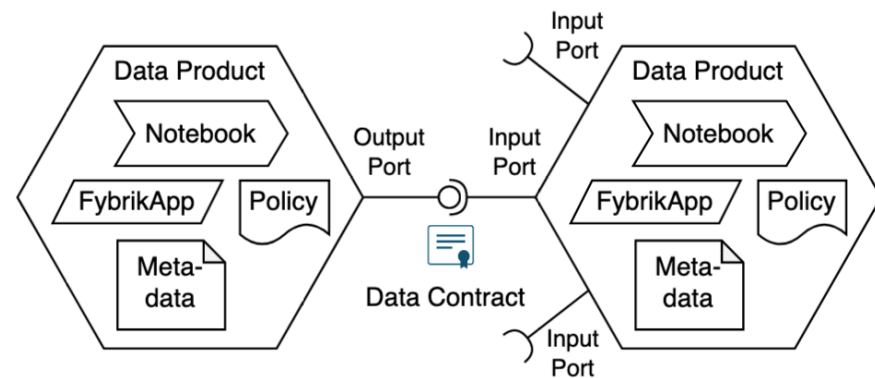 Data Product
Notebook
FybrikApp
Policy
Meta-
data
Output
Port
Data Contract
Input
Port
Input
Port
Input
Port
Data Product
Notebook
FybrikApp
Policy
Meta-
data